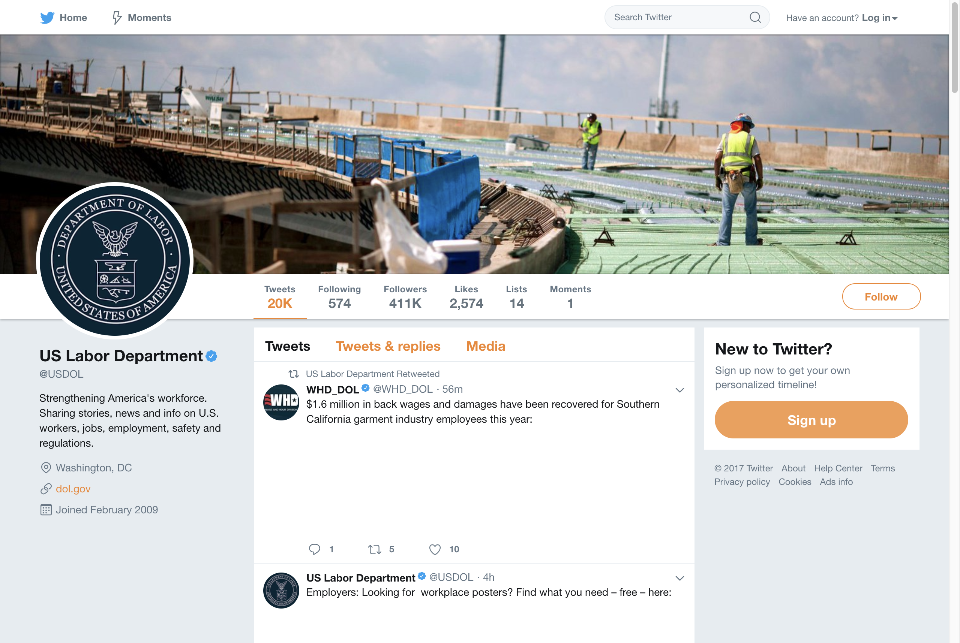 Home
Moments
Search Twitter
Have an account? Log in
DEPARTMENT OF LABOR
UNITED STATES OF AMERICA
Tweets
20K
Following
574
Followers
411K
Likes
2,574
Lists
14
Moments
1
Follow
US Labor Department
@USDOL
Strengthening America's workforce.
Sharing stories, news and info on U.S.
workers, jobs, employment, safety and
regulations.
Washington, DC
dol.gov
Joined February 2009
Tweets
Tweets & replies
Media
US Labor Department Retweeted
WHD
WHD_DOL @WHD_DOL · 56m
$1.6 million in back wages and damages have been recovered for Southern
California garment industry employees this year:
1
5
10
US Labor Department @USDOL · 4h
Employers: Looking for workplace posters? Find what you need – free – here:
New to Twitter?
Sign up now to get your own
personalized timeline!
Sign up
© 2017 Twitter About Help Center Terms
Privacy policy Cookies Ads info